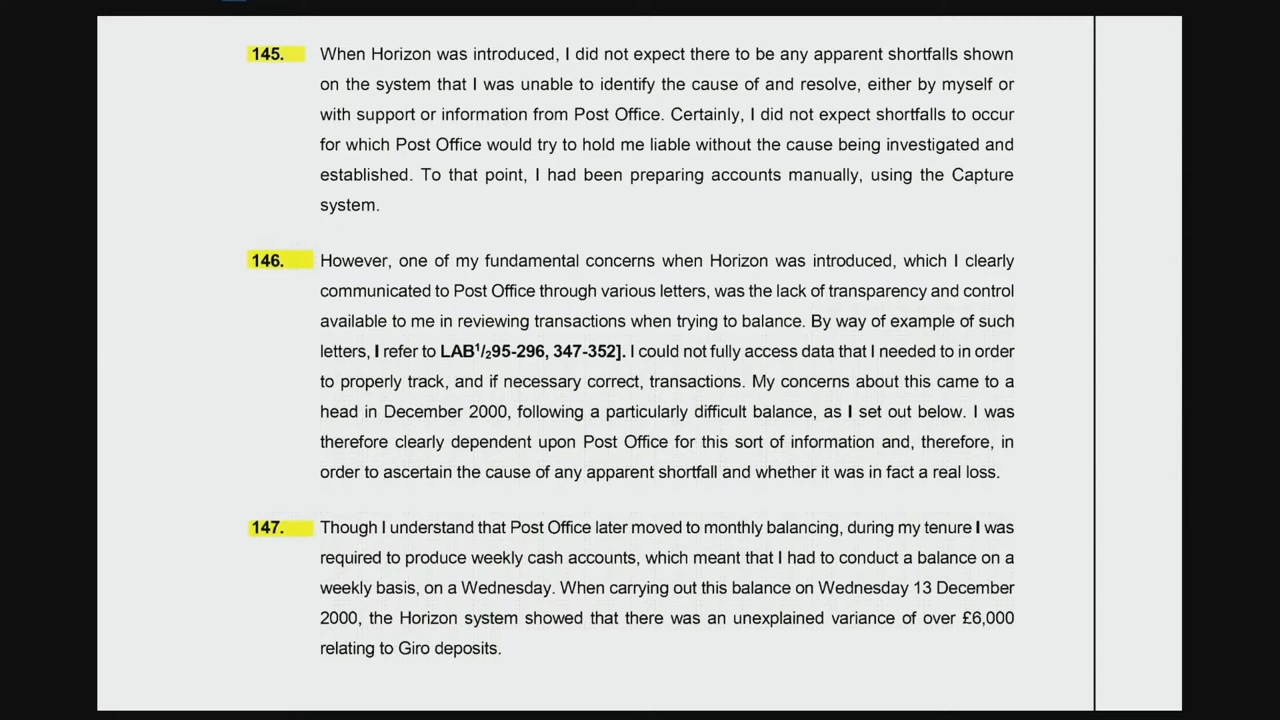 145. When Horizon was introduced, I did not expect there to be any apparent shortfalls shown
on the system that I was unable to identify the cause of and resolve, either by myself or
with support or information from Post Office. Certainly, I did not expect shortfalls to occur
for which Post Office would try to hold me liable without the cause being investigated and
established. To that point, I had been preparing accounts manually, using the Capture
system.
146. However, one of my fundamental concerns when Horizon was introduced, which I clearly
communicated to Post Office through various letters, was the lack of transparency and control
available to me in reviewing transactions when trying to balance. By way of example of such
letters, I refer to LAB¹/₂95-296, 347-352]. I could not fully access data that I needed to in order
to properly track, and if necessary correct, transactions. My concerns about this came to a
head in December 2000, following a particularly difficult balance, as I set out below. I was
therefore clearly dependent upon Post Office for this sort of information and, therefore, in
order to ascertain the cause of any apparent shortfall and whether it was in fact a real loss.
147. Though I understand that Post Office later moved to monthly balancing, during my tenure I was
required to produce weekly cash accounts, which meant that I had to conduct a balance on a
weekly basis, on a Wednesday. When carrying out this balance on Wednesday 13 December
2000, the Horizon system showed that there was an unexplained variance of over £6,000
relating to Giro deposits.